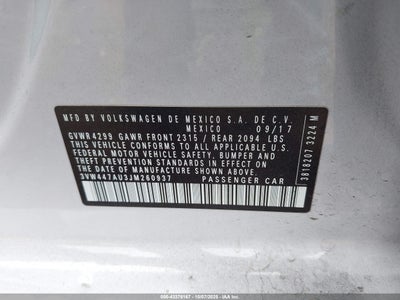 MFD BY VOLKSWAGEN DE MEXICO S.A. DE C.V.
MEXICO 09/17
GVWR 4299 GAWR FRONT 2315 / REAR 2094 LBS
THIS VEHICLE CONFORMS TO ALL APPLICABLE U.S.
FEDERAL MOTOR VEHICLE SAFETY, BUMPER AND
THEFT PREVENTION STANDARDS IN EFFECT ON
THE DATE OF MANUFACTURE SHOWN ABOVE.
3VW447AU3JM260937 PASSENGER CAR
3818207 3224 M